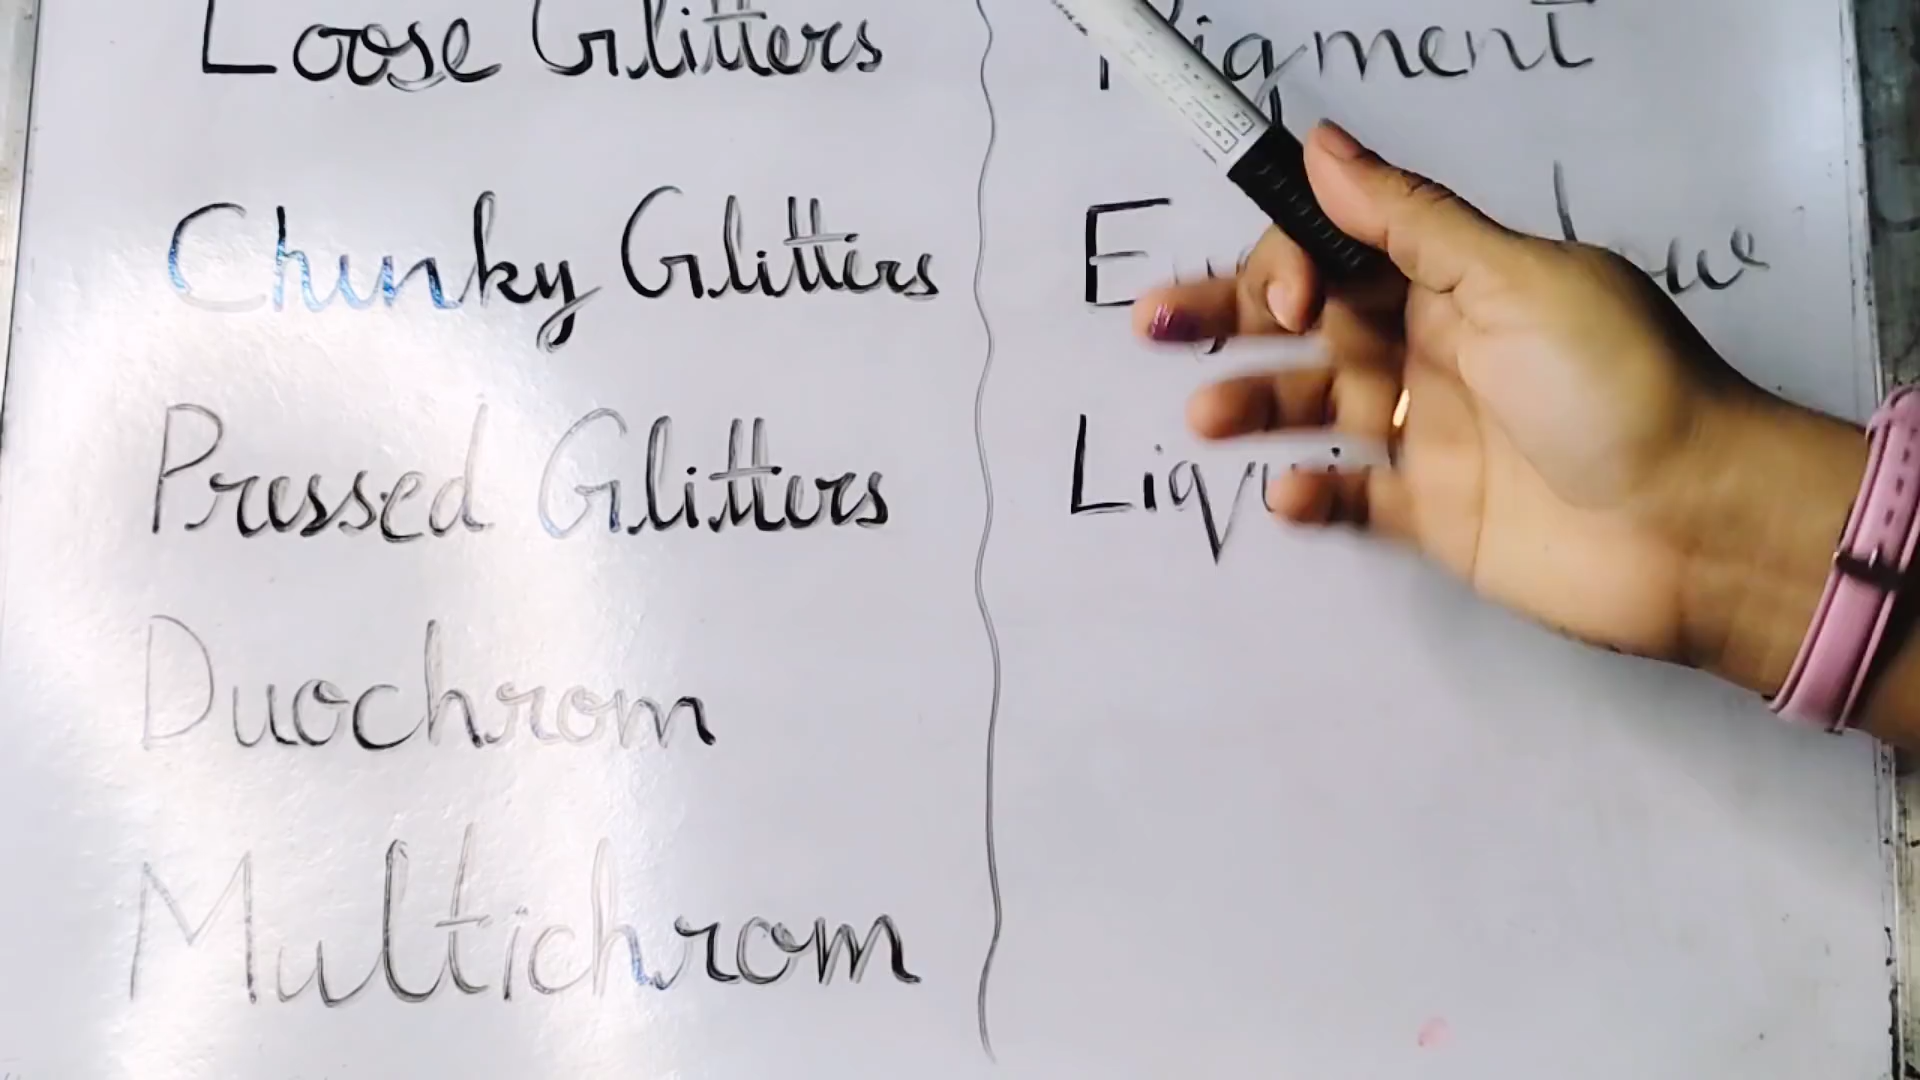 Loose Glitters
Chunky Glitters
Pressed Glitters
Duochrom
Multichrom
Pigment